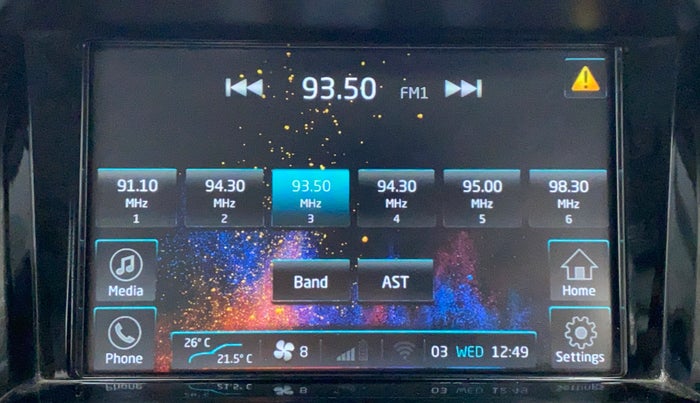 93.50 FM1
91.10 94.30 93.50 94.30 95.00 98.30
MHz MHz MHz MHz MHz MHz
1 2 3 4 5 6
Media Band AST Home
26° C
21.5° C 8 03 WED 12:49
Phone Settings